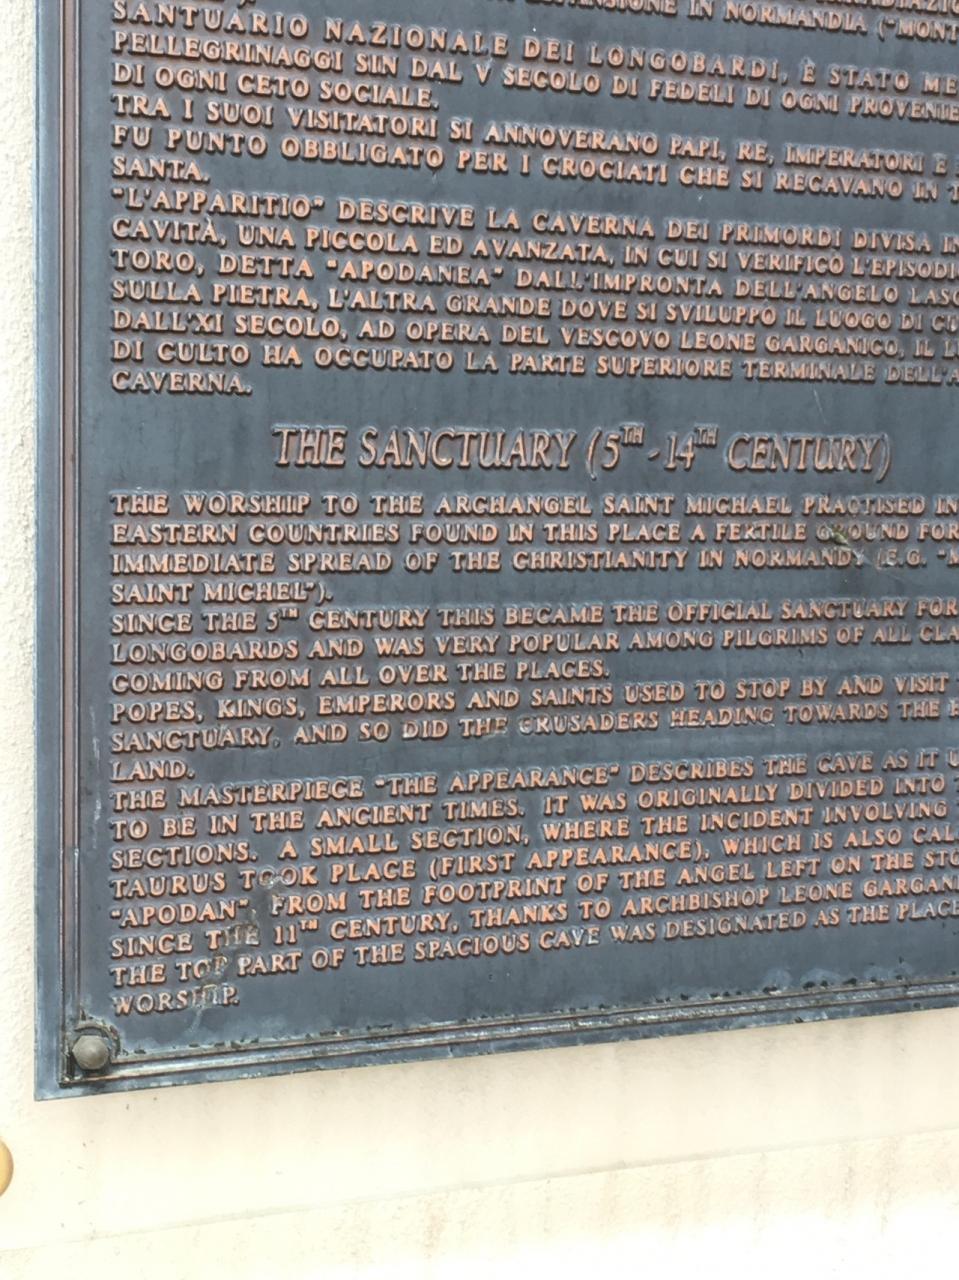 SIONE IN NORMANDIA ("MONT
SANTUARIO NAZIONALE DEI LONGOBARDI, È STATO ME
PELLEGRINAGGI SIN DAL V SECOLO DI FEDELI DI OGNI PROVENIE
DI OGNI CETO SOCIALE.
TRA I SUOI VISITATORI SI ANNOVERANO PAPI, RE, IMPERATORI E
FU PUNTO OBBLIGATO PER I CROCIATI CHE SI RECAVANO IN T
SANTA.
"L'APPARITIO" DESCRIVE LA CAVERNA DEI PRIMORDI DIVISA IN
CAVITÀ, UNA PICCOLA ED AVANZATA, IN CUI SI VERIFICÒ L'EPISODI
TORO, DETTA "APODANEA" DALL'IMPRONTA DELL'ANGELO LASC
SULLA PIETRA, L'ALTRA GRANDE DOVE SI SVILUPPÒ IL LUOGO DI CU
DALL'XI SECOLO, AD OPERA DEL VESCOVO LEONE GARGANICO, IL L
DI CULTO HA OCCUPATO LA PARTE SUPERIORE TERMINALE DELL'A
CAVERNA.
THE SANCTUARY (5TH - 14TH CENTURY)
THE WORSHIP TO THE ARCHANGEL SAINT MICHAEL PRACTISED IN
EASTERN COUNTRIES FOUND IN THIS PLACE A FERTILE GROUND FOR
IMMEDIATE SPREAD OF THE CHRISTIANITY IN NORMANDY (E.G. "M
SAINT MICHEL").
SINCE THE 5TH CENTURY THIS BECAME THE OFFICIAL SANCTUARY FOR
LONGOBARDS AND WAS VERY POPULAR AMONG PILGRIMS OF ALL CLA
COMING FROM ALL OVER THE PLACES.
POPES, KINGS, EMPERORS AND SAINTS USED TO STOP BY AND VISIT
SANCTUARY, AND SO DID THE CRUSADERS HEADING TOWARDS THE H
LAND.
THE MASTERPIECE "THE APPEARANCE" DESCRIBES THE CAVE AS IT U
TO BE IN THE ANCIENT TIMES. IT WAS ORIGINALLY DIVIDED INTO
SECTIONS. A SMALL SECTION, WHERE THE INCIDENT INVOLVING
TAURUS TOOK PLACE (FIRST APPEARANCE), WHICH IS ALSO CAL
"APODAN" FROM THE FOOTPRINT OF THE ANGEL LEFT ON THE STO
SINCE THE 11TH CENTURY, THANKS TO ARCHBISHOP LEONE GARGANI
THE TOP PART OF THE SPACIOUS CAVE WAS DESIGNATED AS THE PLACE
WORSHIP.